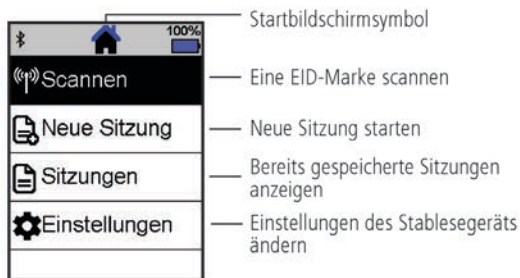 100%
Startbildschirmsymbol
Scannen
Eine EID-Marke scannen
Neue Sitzung
Neue Sitzung starten
Sitzungen
Bereits gespeicherte Sitzungen
anzeigen
Einstellungen
Einstellungen des Stablesegeräts
ändern